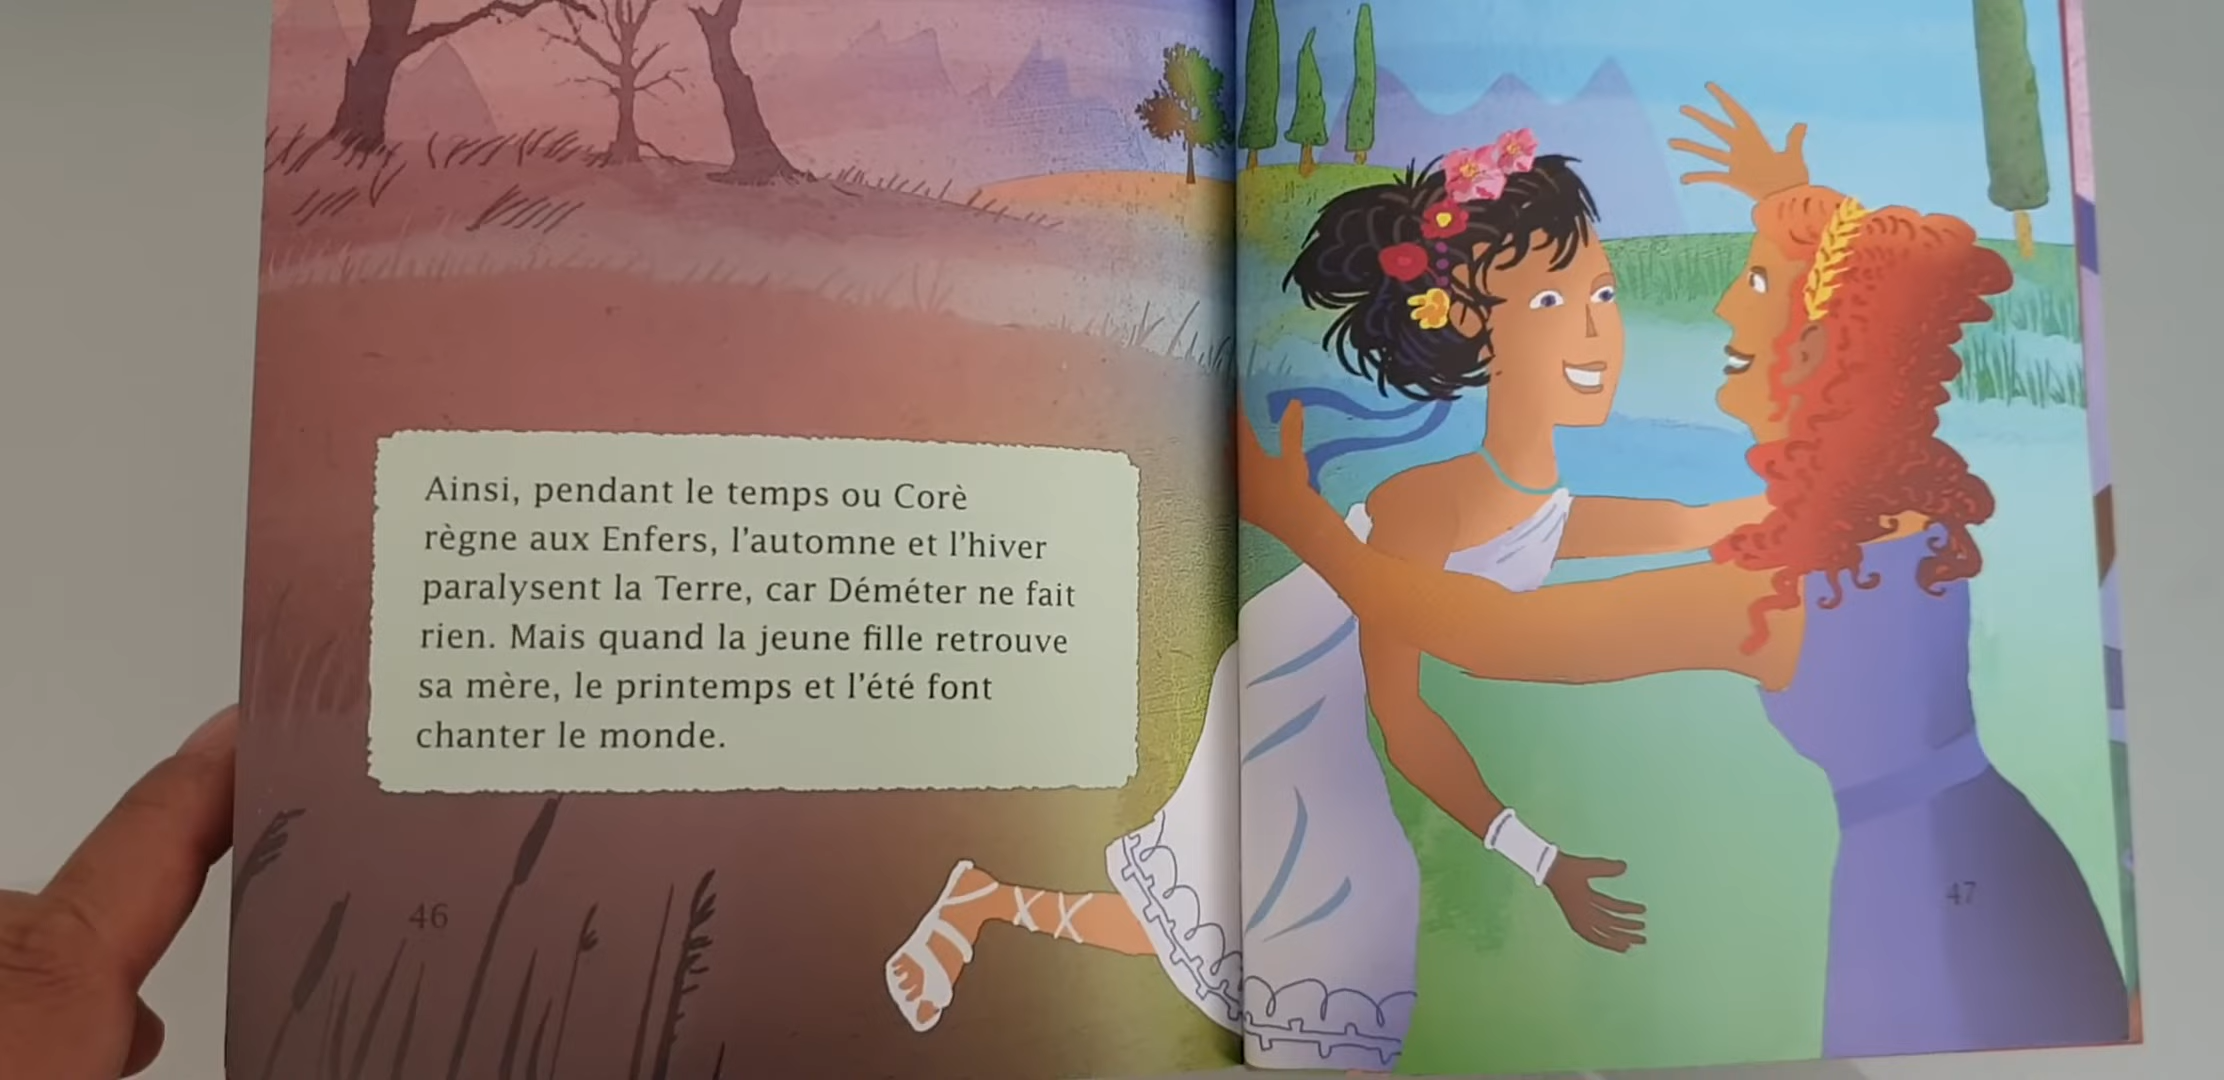 Ainsi, pendant le temps ou Corè
règne aux Enfers, l'automne et l'hiver
paralysent la Terre, car Déméter ne fait
rien. Mais quand la jeune fille retrouve
sa mère, le printemps et l'été font
chanter le monde.
46
47